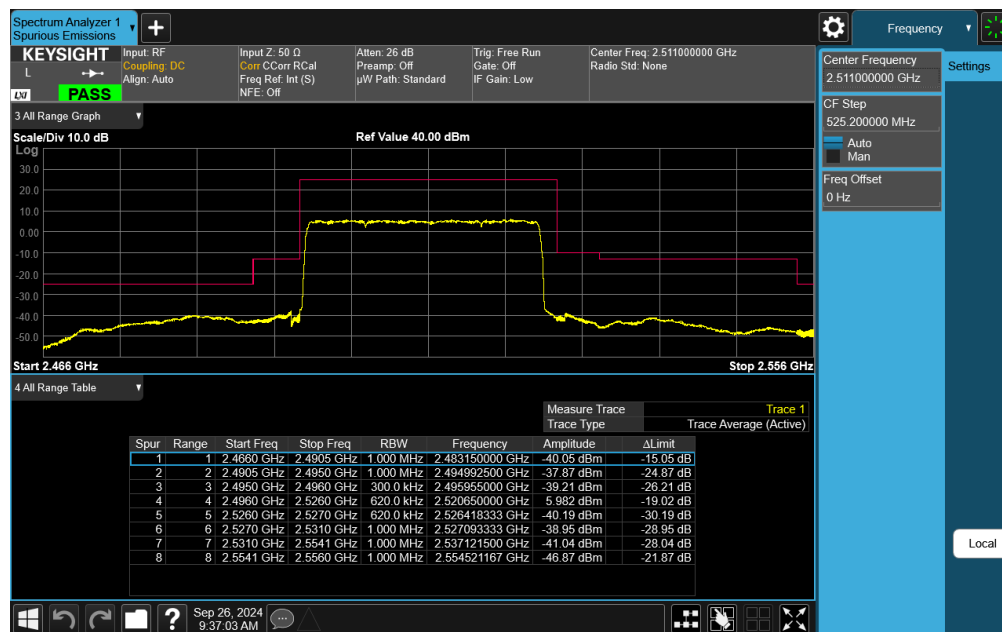 Spectrum Analyzer 1
Spurious Emissions
Frequency
KEYSIGHT
L
LXI
PASS
Input: RF
Coupling: DC
Align: Auto
Input Z: 50 Ω
Corr CCorr RCal
Freq Ref: Int (S)
NFE: Off
Atten: 26 dB
Preamp: Off
µW Path: Standard
Trig: Free Run
Gate: Off
IF Gain: Low
Center Freq: 2.511000000 GHz
Radio Std: None
Center Frequency
2.511000000 GHz
Settings
CF Step
525.200000 MHz
Auto
Man
Freq Offset
0 Hz
3 All Range Graph
Scale/Div 10.0 dB
Ref Value 40.00 dBm
Log
30.0
20.0
10.0
0.00
-10.0
-20.0
-30.0
-40.0
-50.0
Start 2.466 GHz
Stop 2.556 GHz
4 All Range Table
Measure Trace Trace 1
Trace Type Trace Average (Active)
Spur Range Start Freq Stop Freq RBW Frequency Amplitude ΔLimit
1 1 2.4660 GHz 2.4905 GHz 1.000 MHz 2.483150000 GHz -40.05 dBm -15.05 dB
2 2 2.4905 GHz 2.4950 GHz 1.000 MHz 2.494992500 GHz -37.87 dBm -24.87 dB
3 3 2.4950 GHz 2.4960 GHz 300.0 kHz 2.495955000 GHz -39.21 dBm -26.21 dB
4 4 2.4960 GHz 2.5260 GHz 620.0 kHz 2.520650000 GHz 5.982 dBm -19.02 dB
5 5 2.5260 GHz 2.5270 GHz 620.0 kHz 2.526418333 GHz -40.19 dBm -30.19 dB
6 6 2.5270 GHz 2.5310 GHz 1.000 MHz 2.527093333 GHz -38.95 dBm -28.95 dB
7 7 2.5310 GHz 2.5541 GHz 1.000 MHz 2.537121500 GHz -41.04 dBm -28.04 dB
8 8 2.5541 GHz 2.5560 GHz 1.000 MHz 2.554521167 GHz -46.87 dBm -21.87 dB
Local
?
Sep 26, 2024
9:37:03 AM